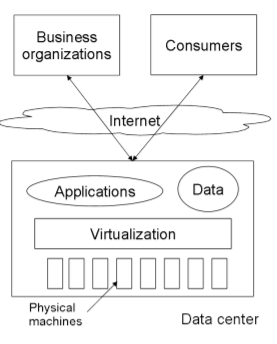 Business
organizations
Consumers
Internet
Applications
Data
Virtualization
Physical
machines
Data center